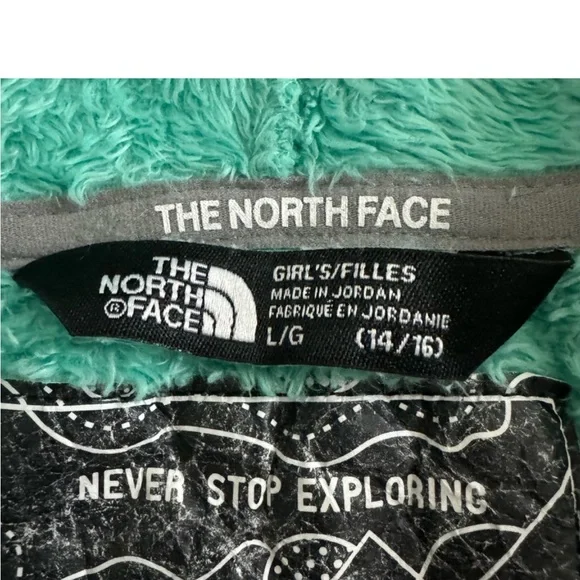 THE NORTH FACE
THE
NORTH
®FACE
GIRL'S/FILLES
MADE IN JORDAN
FABRIQUÉ EN JORDANIE
L/G (14/16)
NEVER STOP EXPLORING